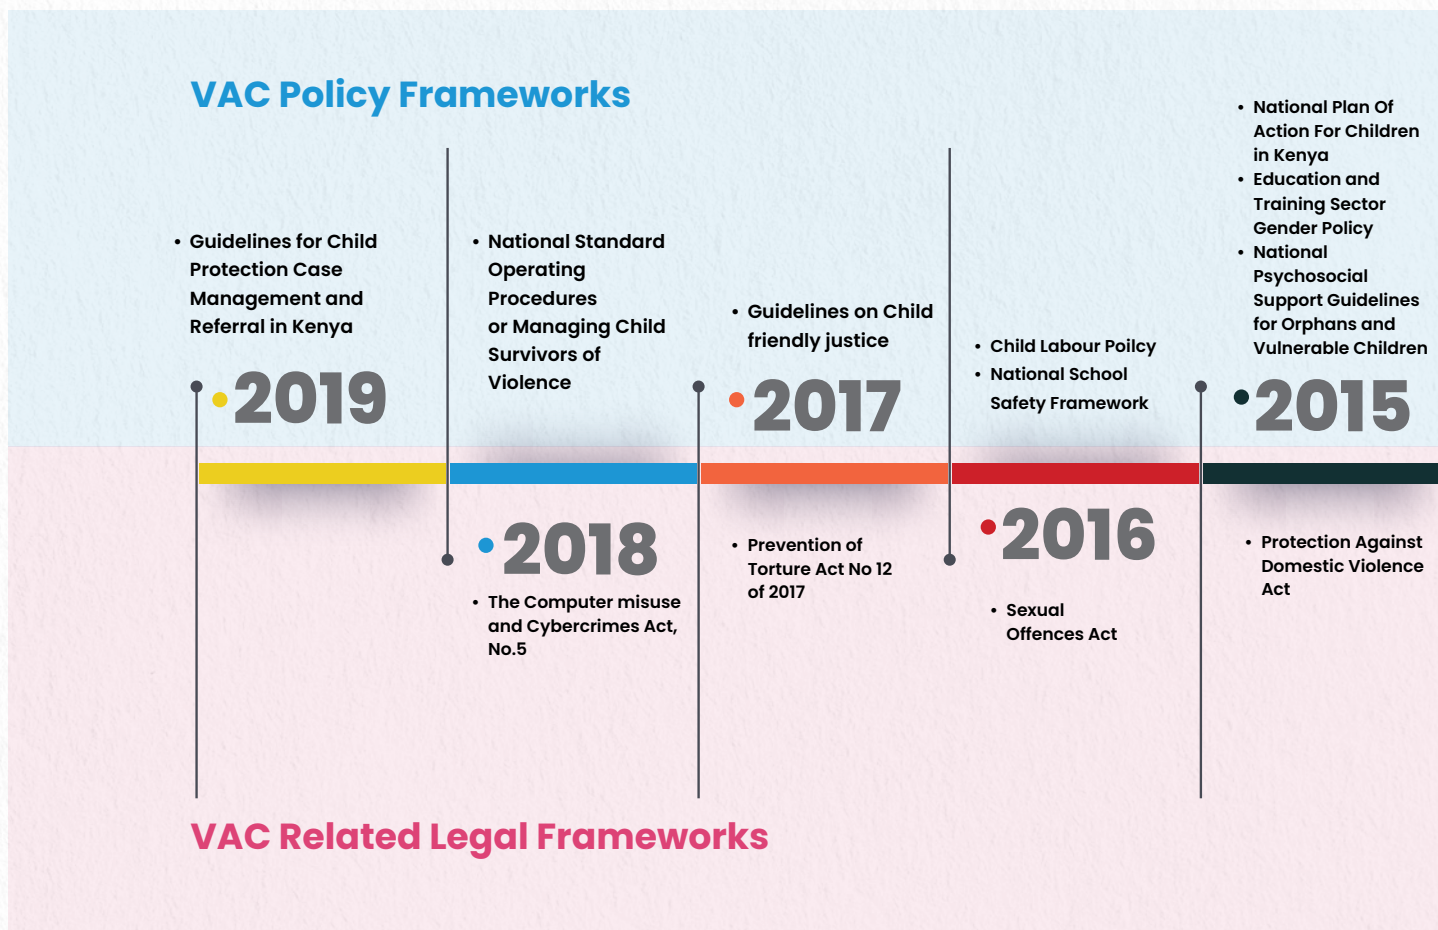 VAC Policy Frameworks
• Guidelines for Child
Protection Case
Management and
Referral in Kenya
2019
• National Standard
Operating
Procedures
or Managing Child
Survivors of
Violence
2018
• The Computer misuse
and Cybercrimes Act,
No.5
• Guidelines on Child
friendly justice
2017
• Prevention of
Torture Act No 12
of 2017
• Child Labour Poilcy
• National School
Safety Framework
2016
• Sexual
Offences Act
• National Plan Of
Action For Children
in Kenya
• Education and
Training Sector
Gender Policy
• National
Psychosocial
Support Guidelines
for Orphans and
Vulnerable Children
2015
• Protection Against
Domestic Violence
Act
VAC Related Legal Frameworks